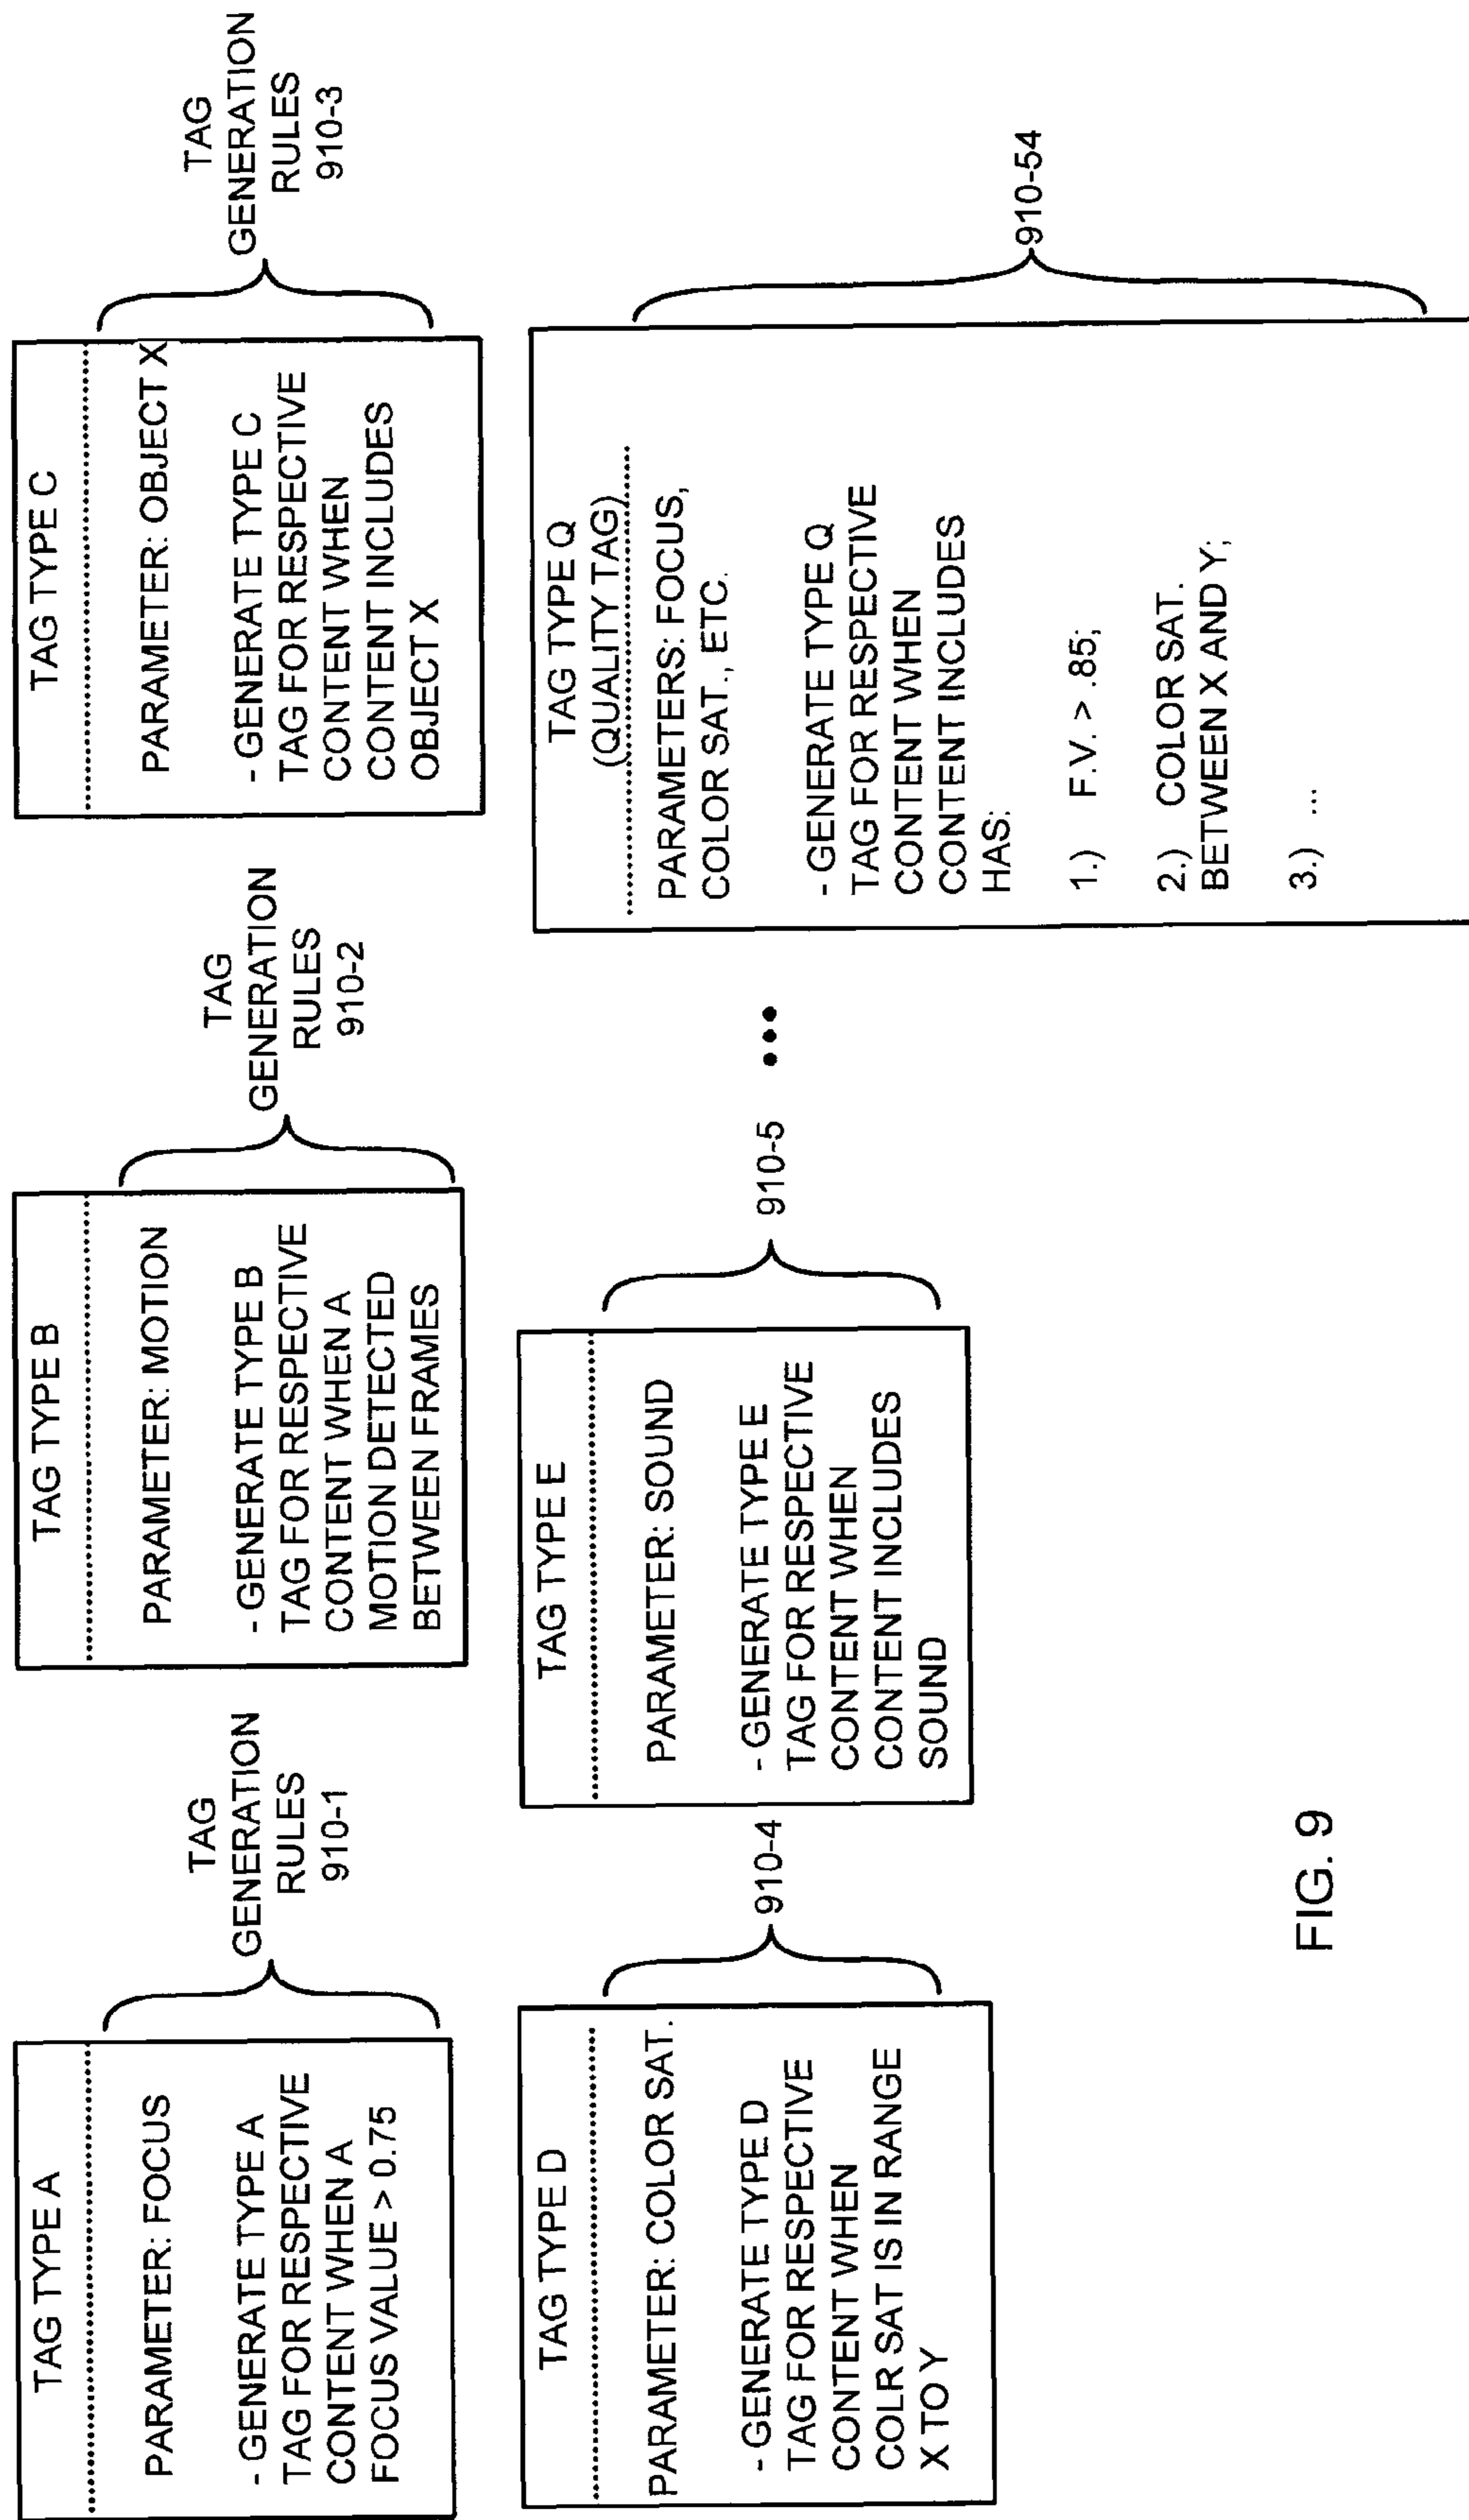 TAG TYPE A
PARAMETER: FOCUS
- GENERATE TYPE A
TAG FOR RESPECTIVE
CONTENT WHEN A
FOCUS VALUE > 0.75
TAG
GENERATION
RULES
910-1
TAG TYPE B
PARAMETER: MOTION
- GENERATE TYPE B
TAG FOR RESPECTIVE
CONTENT WHEN A
MOTION DETECTED
BETWEEN FRAMES
TAG
GENERATION
RULES
910-2
TAG TYPE C
PARAMETER: OBJECT X
- GENERATE TYPE C
TAG FOR RESPECTIVE
CONTENT WHEN
CONTENT INCLUDES
OBJECT X
TAG
GENERATION
RULES
910-3
TAG TYPE D
PARAMETER: COLOR SAT.
- GENERATE TYPE D
TAG FOR RESPECTIVE
CONTENT WHEN
COLR SAT IS IN RANGE
X TO Y
910-4
TAG TYPE E
PARAMETER: SOUND
- GENERATE TYPE E
TAG FOR RESPECTIVE
CONTENT WHEN
CONTENT INCLUDES
SOUND
910-5
...
TAG TYPE Q
(QUALITY TAG)
PARAMETERS: FOCUS,
COLOR SAT., ETC.
- GENERATE TYPE Q
TAG FOR RESPECTIVE
CONTENT WHEN
CONTENT INCLUDES
HAS:
1.) F.V. > .85;
2.) COLOR SAT.
BETWEEN X AND Y;
3.) ...
910-54
FIG. 9